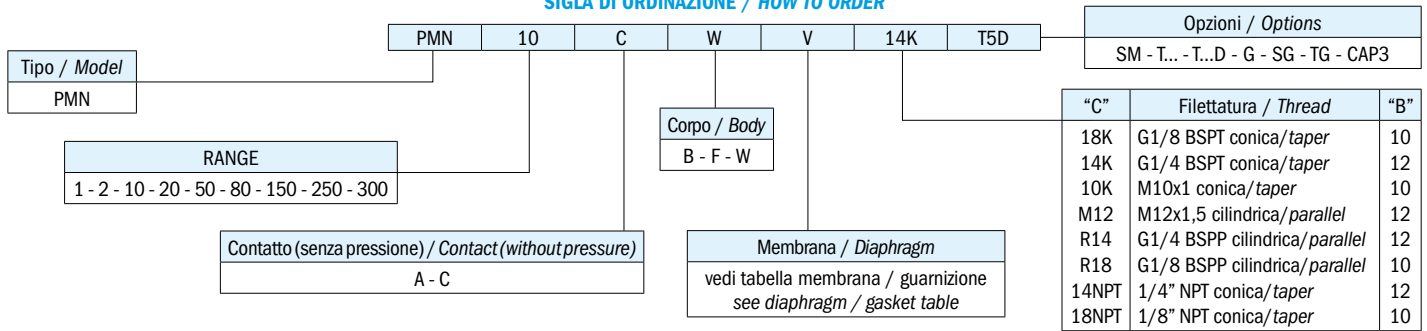 SIGLA DI ORDINAZIONE / HOW TO ORDER
PMN 10 C W V 14K T5D
Opzioni / Options
SM - T... - T...D - G - SG - TG - CAP3
Tipo / Model
PMN
RANGE
1 - 2 - 10 - 20 - 50 - 80 - 150 - 250 - 300
Contatto (senza pressione) / Contact (without pressure)
A - C
Corpo / Body
B - F - W
Membrana / Diaphragm
vedi tabella membrana / guarnizione
see diaphragm / gasket table
“C” Filettatura / Thread “B”
18K G1/8 BSPT conica/taper 10
14K G1/4 BSPT conica/taper 12
10K M10x1 conica/taper 10
M12 M12x1,5 cilindrica/parallel 12
R14 G1/4 BSPP cilindrica/parallel 12
R18 G1/8 BSPP cilindrica/parallel 10
14NPT 1/4” NPT conica/taper 12
18NPT 1/8” NPT conica/taper 10